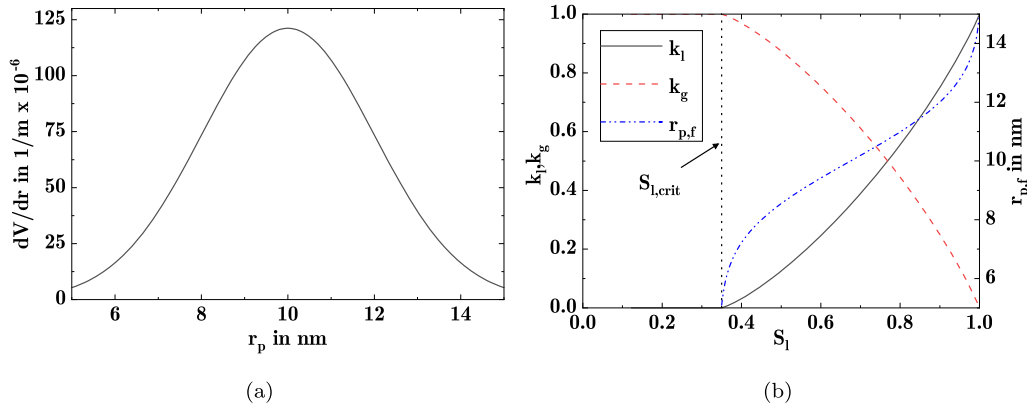 dV/dr in 1/m x 10⁻⁶
125
100
75
50
25
0
6
8
10
12
14
r_p in nm
(a)
k_l,k_g
1.0
0.8
0.6
0.4
0.2
0.0
k_l
k_g
r_p,f
S_l,crit
0.0
0.2
0.4
0.6
0.8
1.0
S_l
14
12
10
8
6
r_p,f in nm
(b)